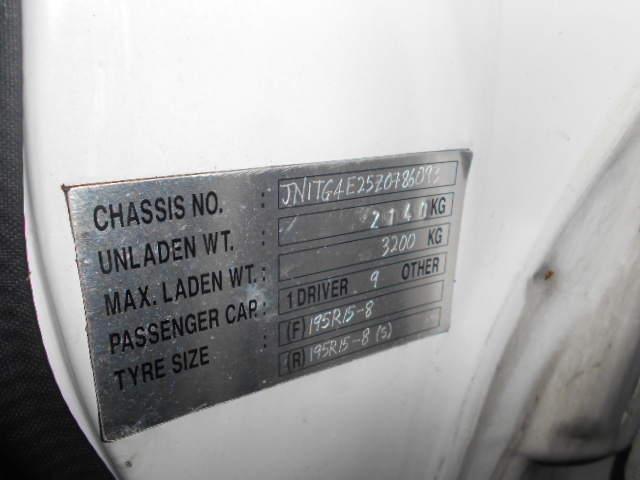 CHASSIS NO. : JN1TG4E25Z0786093
UNLADEN WT. : 2140 KG
MAX. LADEN WT. : 3200 KG
PASSENGER CAP. : 1 DRIVER 9 OTHER
TYRE SIZE : (F) 195R15-8
(R) 195R15-8 (S)